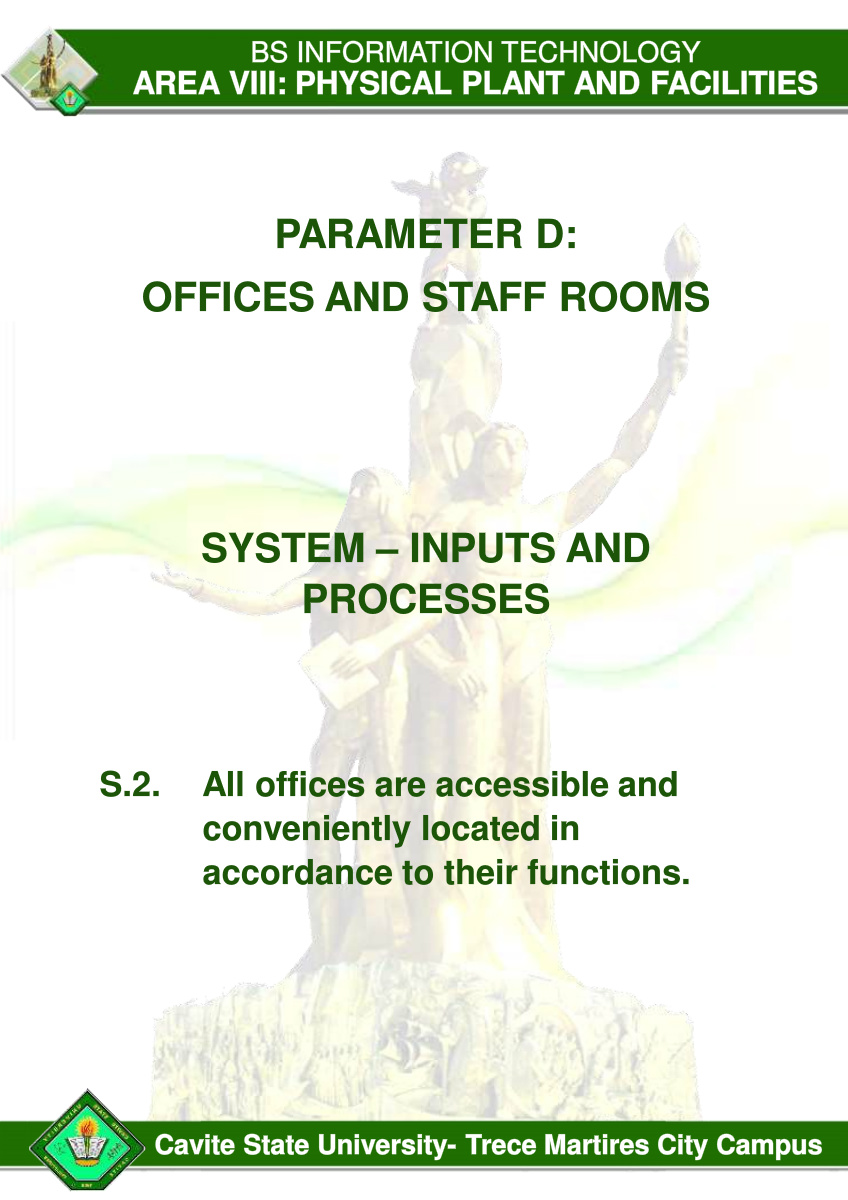 BS INFORMATION TECHNOLOGY
AREA VIII: PHYSICAL PLANT AND FACILITIES
PARAMETER D:
OFFICES AND STAFF ROOMS
SYSTEM – INPUTS AND
PROCESSES
S.2. All offices are accessible and
conveniently located in
accordance to their functions.
Cavite State University- Trece Martires City Campus